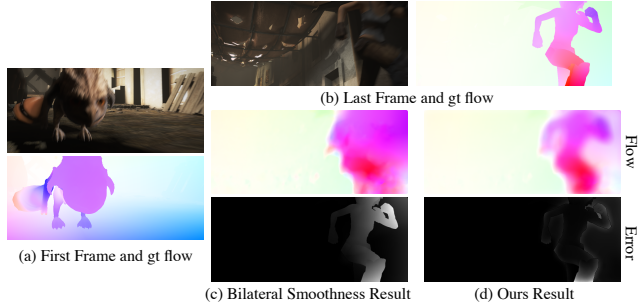 (b) Last Frame and gt flow
Flow
(a) First Frame and gt flow
Error
(c) Bilateral Smoothness Result
(d) Ours Result